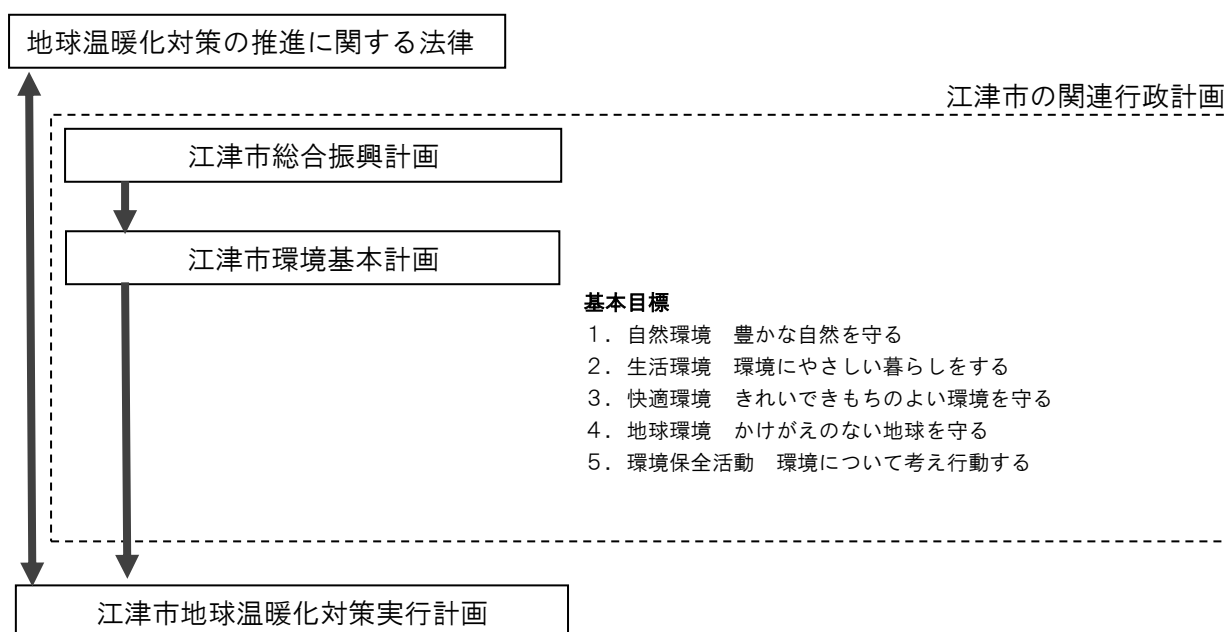 地球温暖化対策の推進に関する法律
江津市の関連行政計画
江津市総合振興計画
江津市環境基本計画
基本目標
１．自然環境　豊かな自然を守る
２．生活環境　環境にやさしい暮らしをする
３．快適環境　きれいできもちのよい環境を守る
４．地球環境　かけがえのない地球を守る
５．環境保全活動　環境について考え行動する
江津市地球温暖化対策実行計画